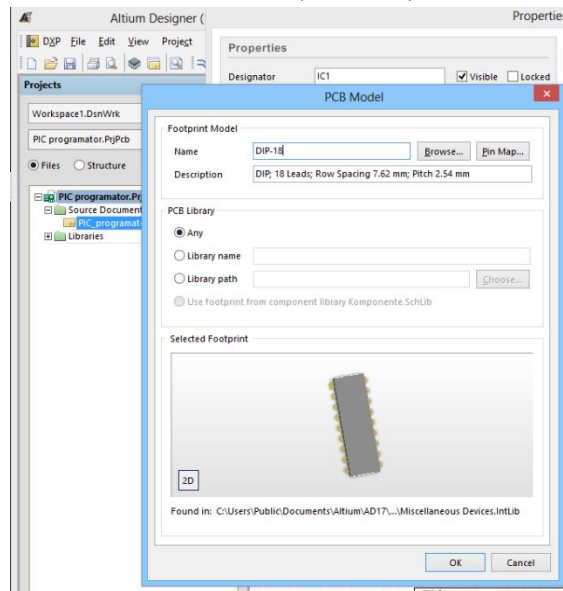 Altium Designer (
Propertie
DXP File Edit View Project
Properties
Designator IC1 Visible Locked
Projects
PCB Model
Workspace1.DsnWrk
PIC programator.PrjPcb
Files Structure
PIC programator.Pr
Source Document
PIC_programat
Libraries
Footprint Model
Name DIP-18 Browse... Pin Map...
Description DIP; 18 Leads; Row Spacing 7.62 mm; Pitch 2.54 mm
PCB Library
Any
Library name
Library path Choose...
Use footprint from component library Komponente.SchLib
Selected Footprint
2D
Found in: C:\Users\Public\Documents\Altium\AD17\...\Miscellaneous Devices.IntLib
OK Cancel